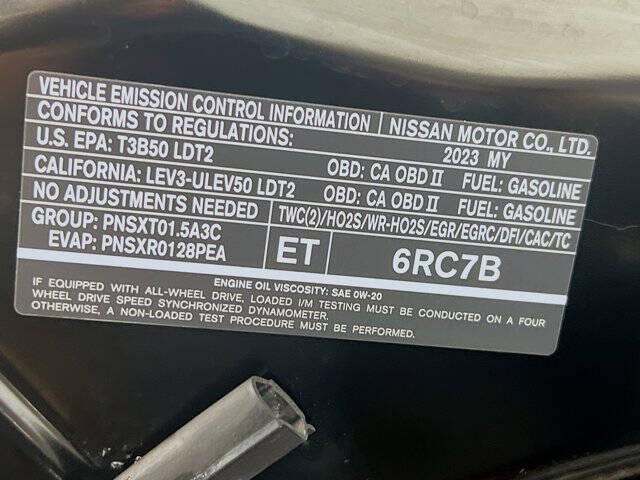 VEHICLE EMISSION CONTROL INFORMATION NISSAN MOTOR CO., LTD.
CONFORMS TO REGULATIONS: 2023 MY
U.S. EPA: T3B50 LDT2 OBD: CA OBD II FUEL: GASOLINE
CALIFORNIA: LEV3-ULEV50 LDT2 OBD: CA OBD II FUEL: GASOLINE
NO ADJUSTMENTS NEEDED TWC(2)/HO2S/WR-HO2S/EGR/EGRC/DFI/CAC/TC
GROUP: PNSXT01.5A3C
EVAP: PNSXR0128PEA ET 6RC7B
ENGINE OIL VISCOSITY: SAE 0W-20
IF EQUIPPED WITH ALL-WHEEL DRIVE, LOADED I/M TESTING MUST BE CONDUCTED ON A FOUR
WHEEL DRIVE SPEED SYNCHRONIZED DYNAMOMETER.
OTHERWISE, A NON-LOADED TEST PROCEDURE MUST BE PERFORMED.